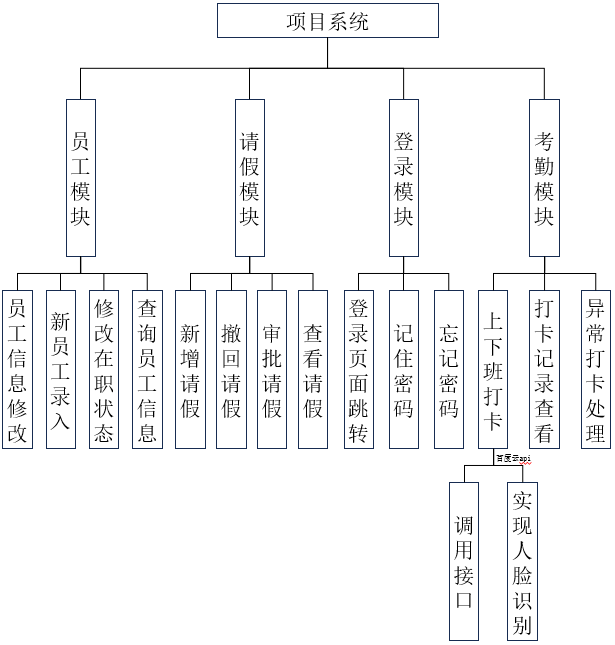 项目系统
员工模块
请假模块
登录模块
考勤模块
员工信息修改
新员工录入
修改在职状态
查询员工信息
新增请假
撤回请假
审批请假
查看请假
登录页面跳转
记住密码
忘记密码
上下班打卡
打卡记录查看
异常打卡处理
百度云api
调用接口
实现人脸识别